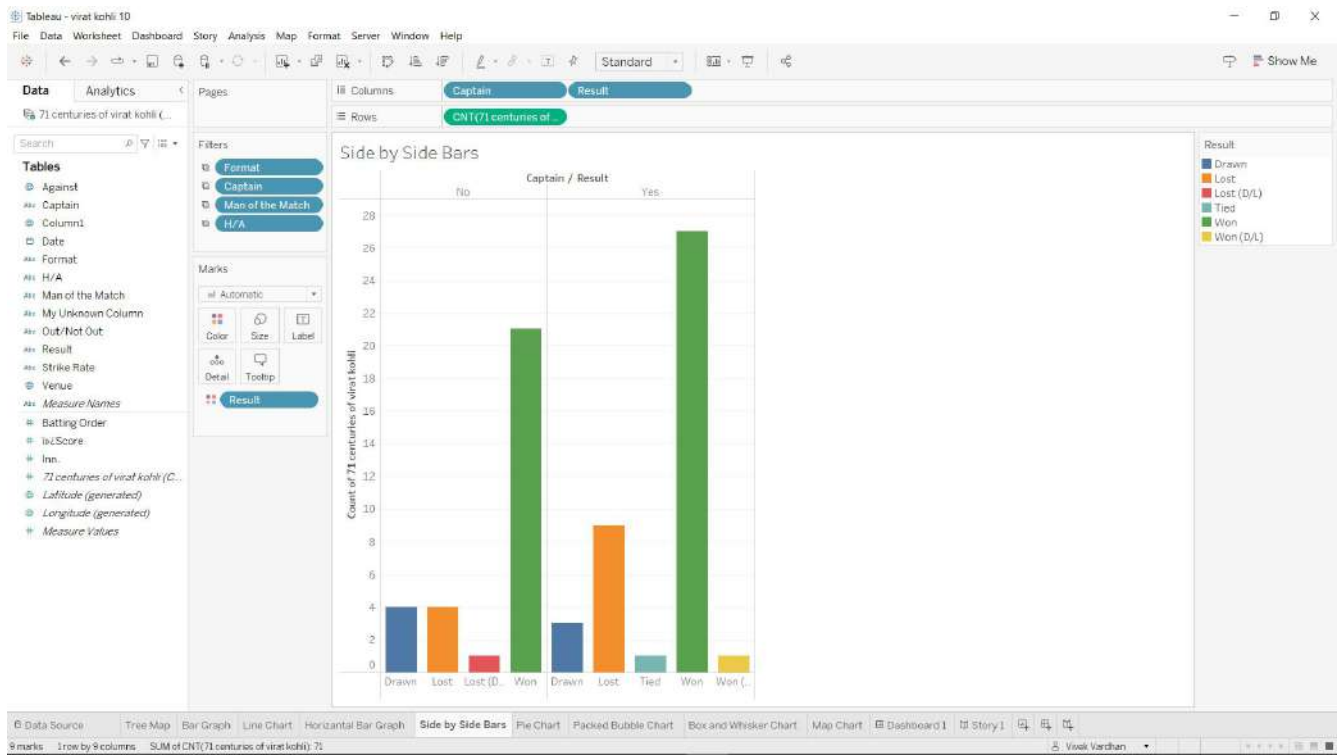 Tableau - virat kohli 10
File Data Worksheet Dashboard Story Analysis Map Format Server Window Help
Standard
Show Me
Data Analytics
71 centuries of virat kohli (...
Search
Tables
Against
Abc Captain
Column1
Date
Abc Format
Abc H/A
Abc Man of the Match
Abc My Unknown Column
Abc Out/Not Out
Abc Result
Abc Strike Rate
Venue
Abc Measure Names
# Batting Order
# Inn.
# 71 centuries of virat kohli (C...
Latitude (generated)
Longitude (generated)
# Measure Values
Pages
Filters
Format
Captain
Man of the Match
H/A
Marks
Automatic
Color Size Label
Detail Tooltip
Result
Columns Captain Result
Rows CNT(71 centuries of ...
Side by Side Bars
Captain / Result
No Yes
28
26
24
22
20
18
16
14
12
10
8
6
4
2
0
Count of 71 centuries of virat kohli
Drawn Lost Lost (D.. Won Drawn Lost Tied Won Won (..
Result
Drawn
Lost
Lost (D/L)
Tied
Won
Won (D/L)
Data Source Tree Map Bar Graph Line Chart Horizantal Bar Graph Side by Side Bars Pie Chart Packed Bubble Chart Box and Whisker Chart Map Chart Dashboard 1 Story 1
9 marks 1 row by 9 columns SUM of CNT(71 centuries of virat kohli): 71 Vivek Vardhan